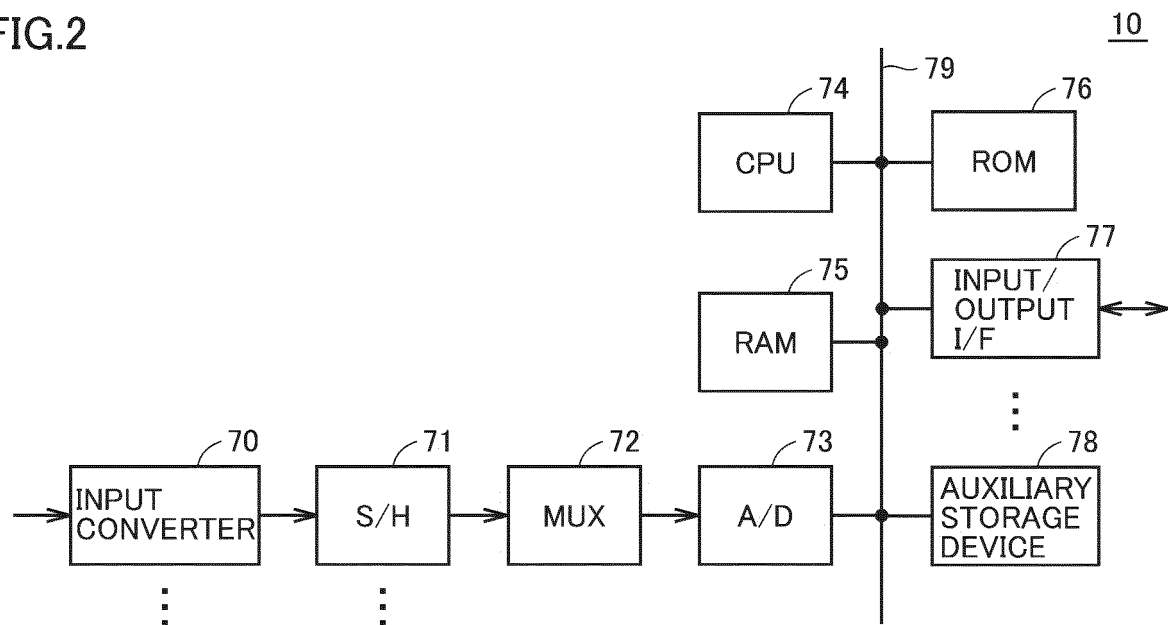 FIG.2
10
79
74
CPU
76
ROM
75
RAM
77
INPUT/
OUTPUT
I/F
70
INPUT
CONVERTER
71
S/H
72
MUX
73
A/D
78
AUXILIARY
STORAGE
DEVICE